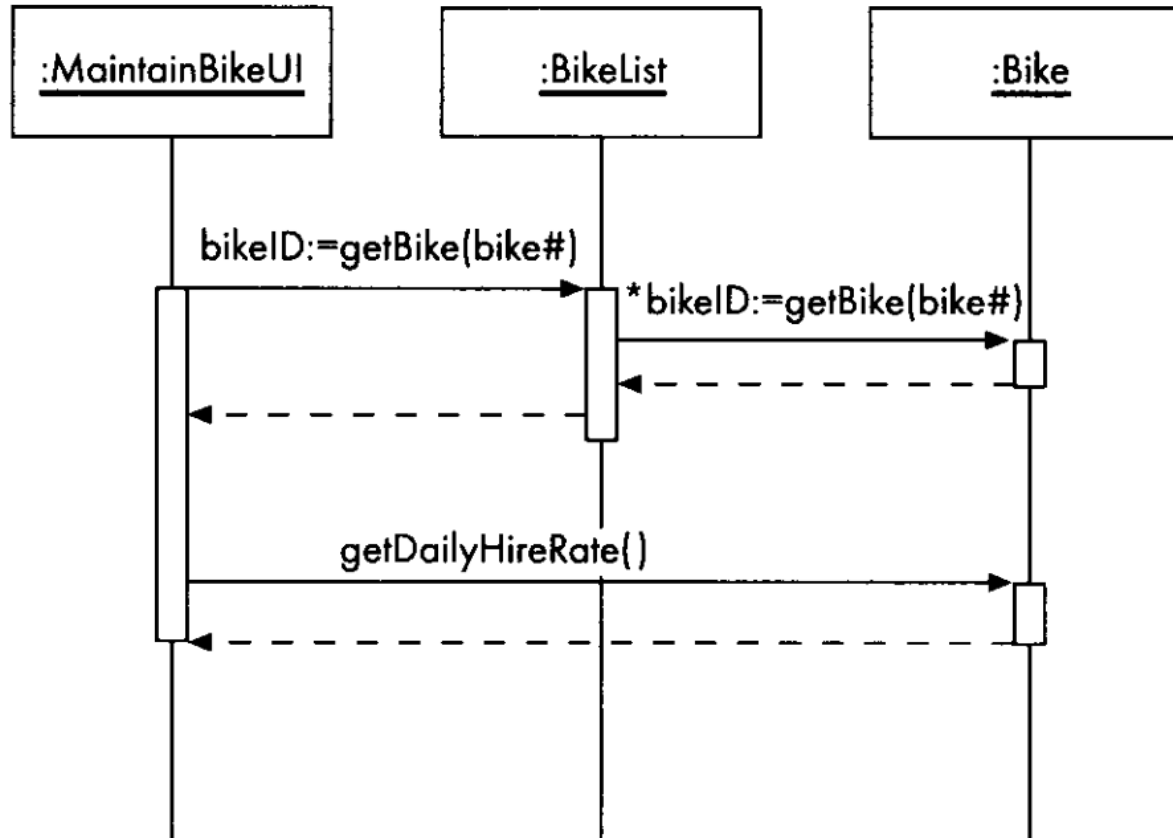 :MaintainBikeUI
:BikeList
:Bike
bikeID:=getBike(bike#)
*bikeID:=getBike(bike#)
getDailyHireRate()